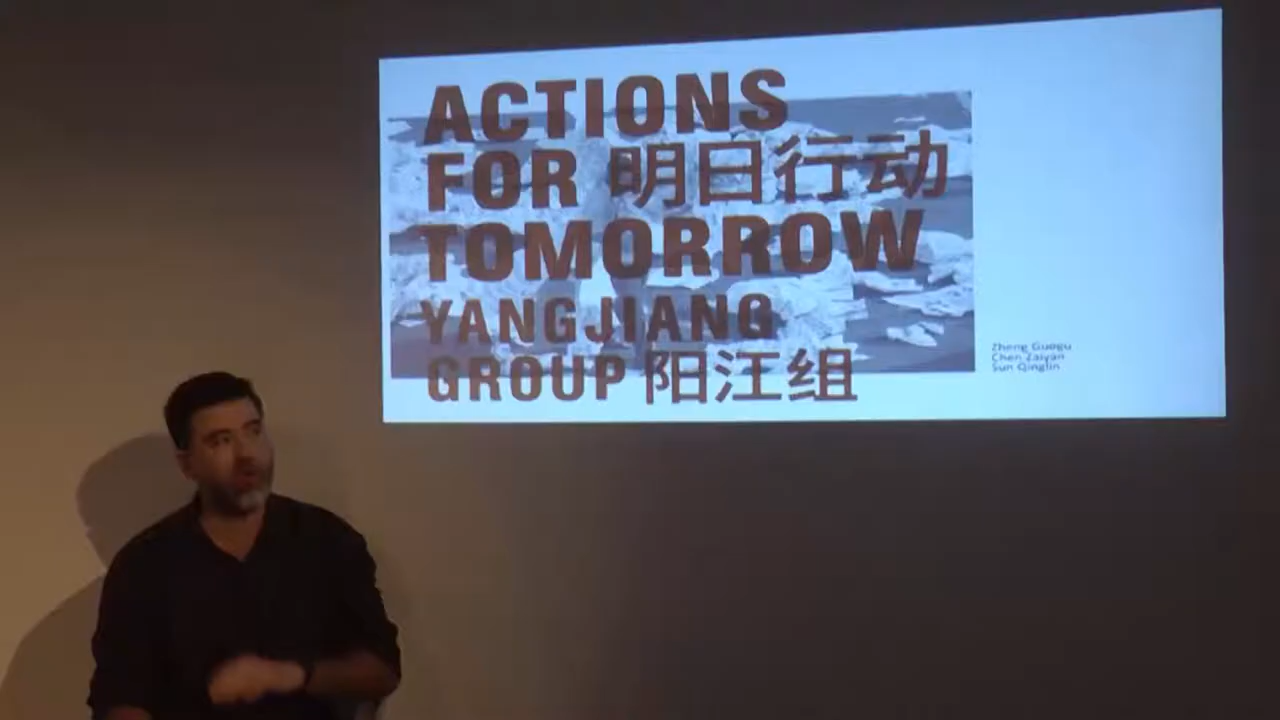 ACTIONS
FOR 明日行动
TOMORROW
YANGJIANG
GROUP 阳江组
Zheng Guogu
Chen Zaiyan
Sun Qinglin